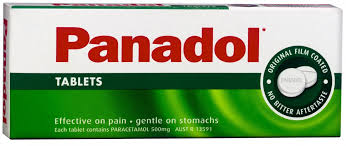 Panadol
TABLETS
ORIGINAL FILM COATED
PANADOL
NO BITTER AFTERTASTE
Effective on pain • gentle on stomachs
Each tablet contains PARACETAMOL 500mg AUST R 13591